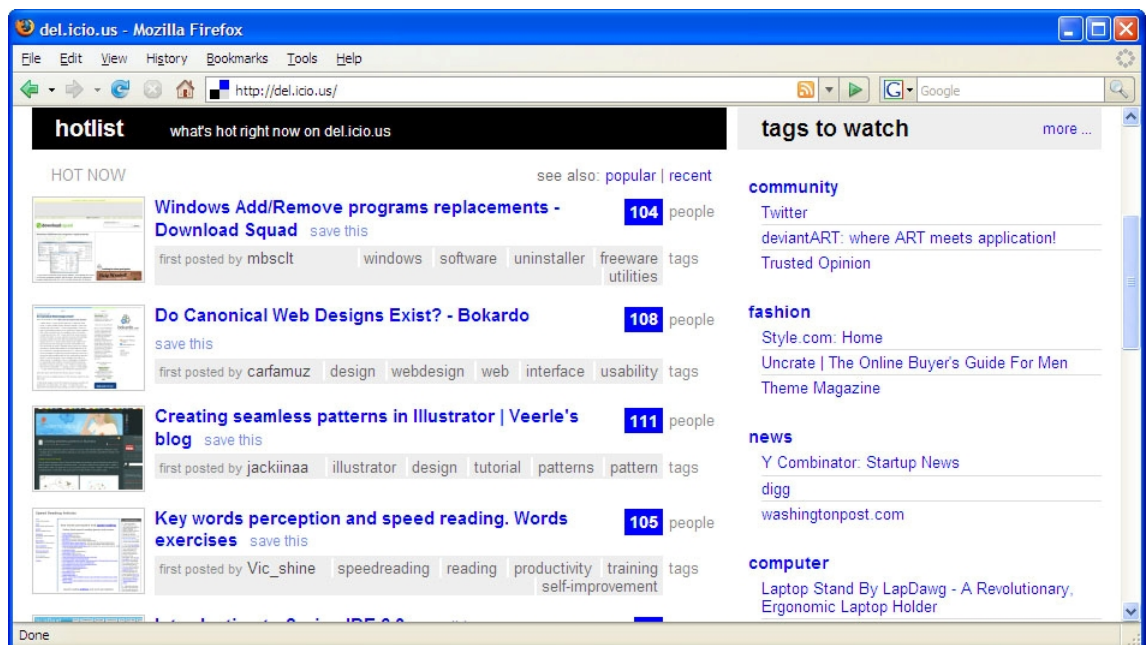 del.icio.us - Mozilla Firefox
File Edit View History Bookmarks Tools Help
http://del.icio.us/
G Google
hotlist what's hot right now on del.icio.us
HOT NOW see also: popular | recent
Windows Add/Remove programs replacements - 104 people
Download Squad save this
first posted by mbsclt windows software uninstaller freeware tags
utilities
Do Canonical Web Designs Exist? - Bokardo 108 people
save this
first posted by carfamuz design webdesign web interface usability tags
Creating seamless patterns in Illustrator | Veerle's 111 people
blog save this
first posted by jackiinaa illustrator design tutorial patterns pattern tags
Key words perception and speed reading. Words 105 people
exercises save this
first posted by Vic_shine speedreading reading productivity training tags
self-improvement
tags to watch more ...
community
Twitter
deviantART: where ART meets application!
Trusted Opinion
fashion
Style.com: Home
Uncrate | The Online Buyer's Guide For Men
Theme Magazine
news
Y Combinator: Startup News
digg
washingtonpost.com
computer
Laptop Stand By LapDawg - A Revolutionary,
Ergonomic Laptop Holder
Done